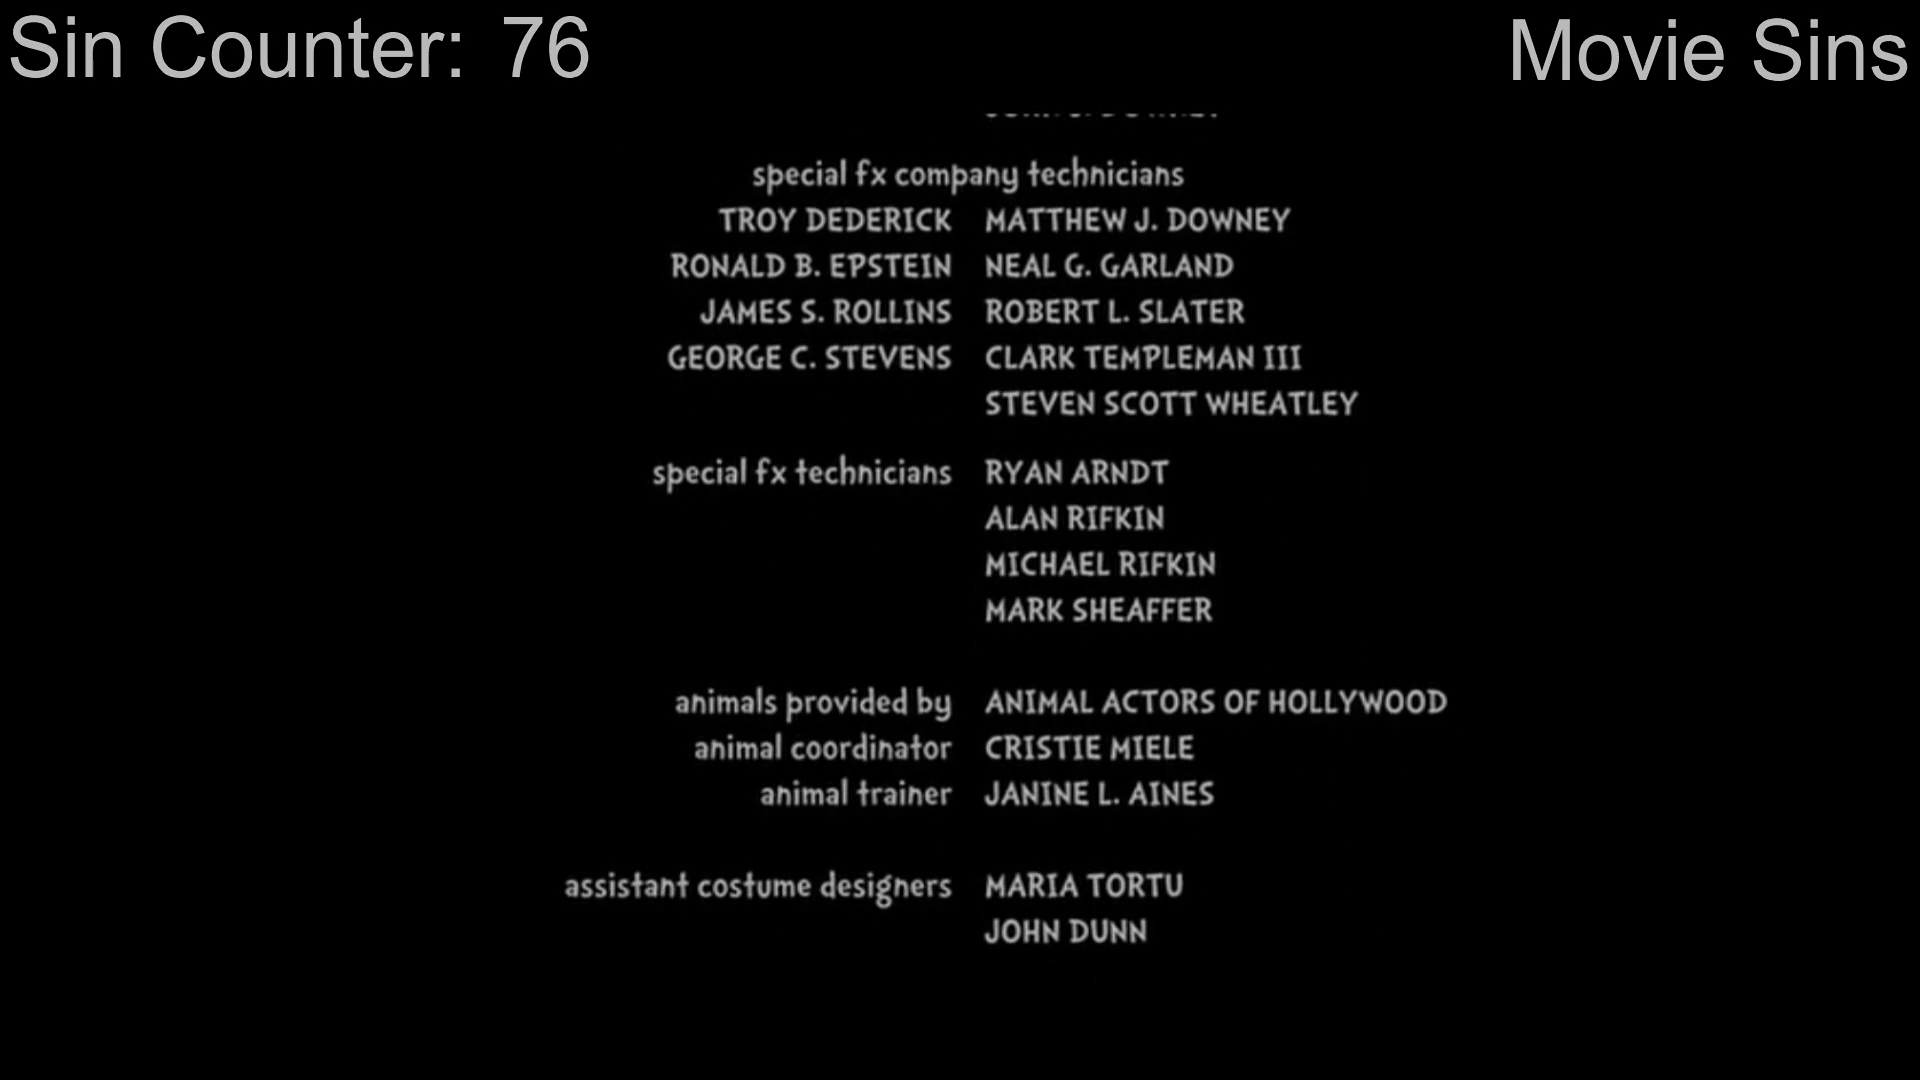 Sin Counter: 76
Movie Sins
special fx company technicians
TROY DEDERICK MATTHEW J. DOWNEY
RONALD B. EPSTEIN NEAL G. GARLAND
JAMES S. ROLLINS ROBERT L. SLATER
GEORGE C. STEVENS CLARK TEMPLEMAN III
STEVEN SCOTT WHEATLEY
special fx technicians RYAN ARNDT
ALAN RIFKIN
MICHAEL RIFKIN
MARK SHEAFFER
animals provided by ANIMAL ACTORS OF HOLLYWOOD
animal coordinator CRISTIE MIELE
animal trainer JANINE L. AINES
assistant costume designers MARIA TORTU
JOHN DUNN